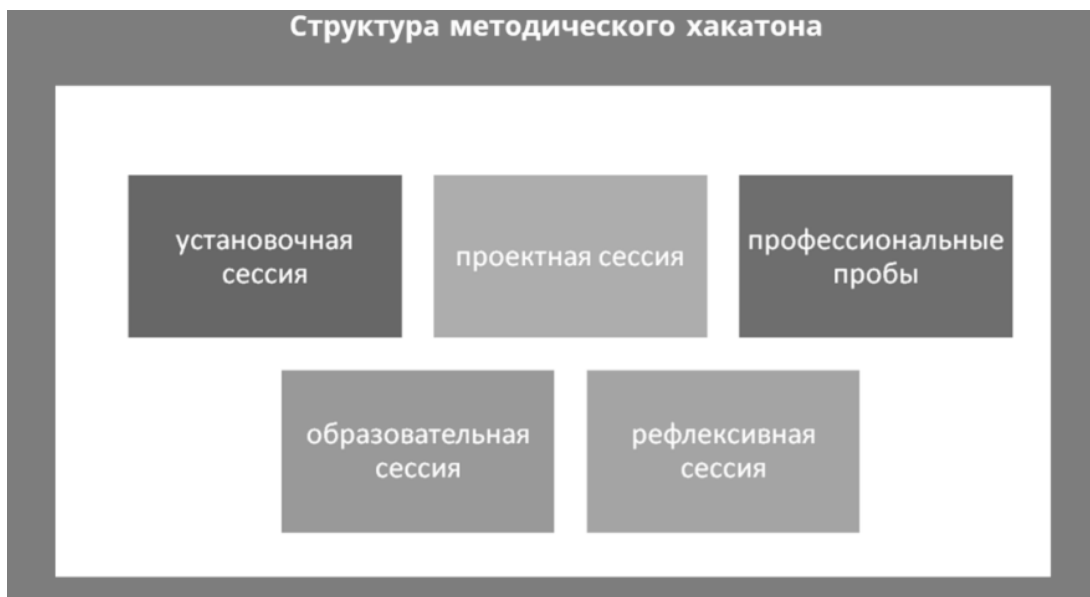 Структура методического хакатона
установочная
сессия
проектная сессия
профессиональные
пробы
образовательная
сессия
рефлексивная
сессия